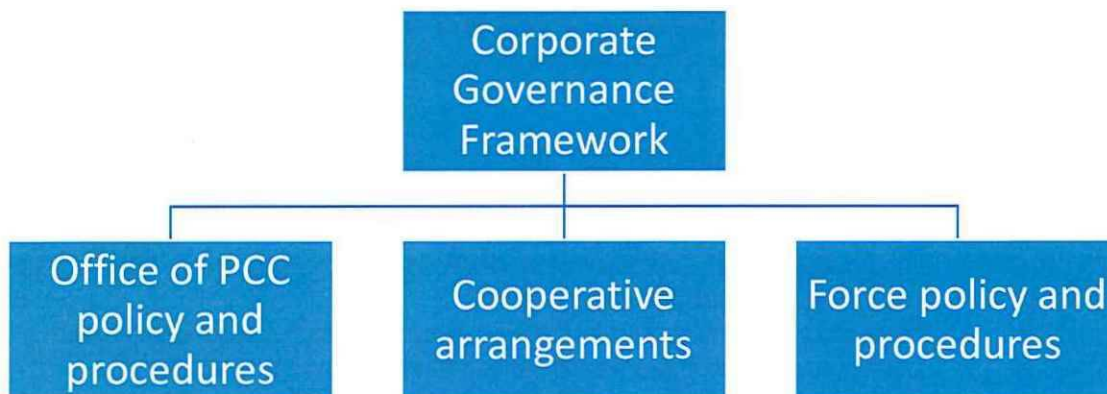 Corporate
Governance
Framework
Office of PCC
policy and
procedures
Cooperative
arrangements
Force policy and
procedures